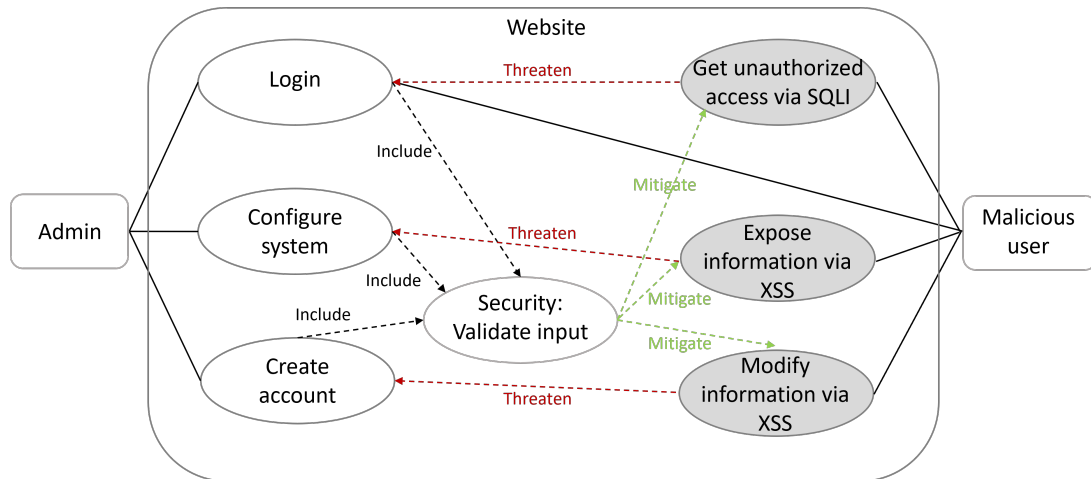 Website
Login
Threaten
Get unauthorized
access via SQLI
Include
Mitigate
Admin
Configure
system
Threaten
Expose
information via
XSS
Malicious
user
Include
Security:
Validate input
Mitigate
Include
Mitigate
Create
account
Threaten
Modify
information via
XSS